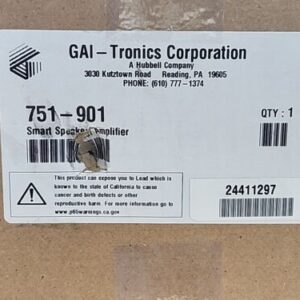 GAI-Tronics Corporation
A Hubbell Company
3030 Kutztown Road Reading, PA 19605
PHONE: (610) 777-1374
751-901
QTY: 1
Smart Speaker Amplifier
This product can expose you to Lead which is
known to the state of California to cause
cancer and birth defects or other
reproductive harm. For more information go
to www.p65warnings.ca.gov
24411297